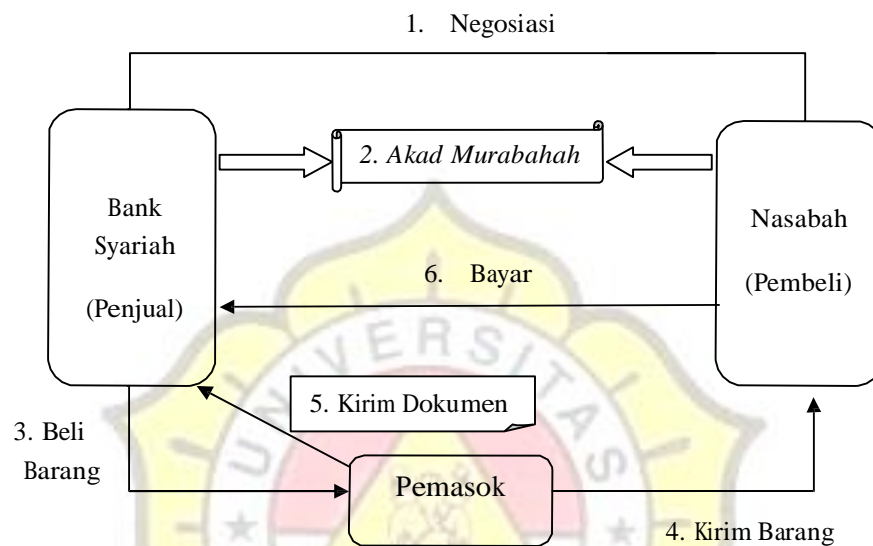 1. Negosiasi
2. Akad Murabahah
Bank
Syariah
(Penjual)
Nasabah
(Pembeli)
6. Bayar
UNIVERSITAS
5. Kirim Dokumen
3. Beli
Barang
Pemasok
4. Kirim Barang